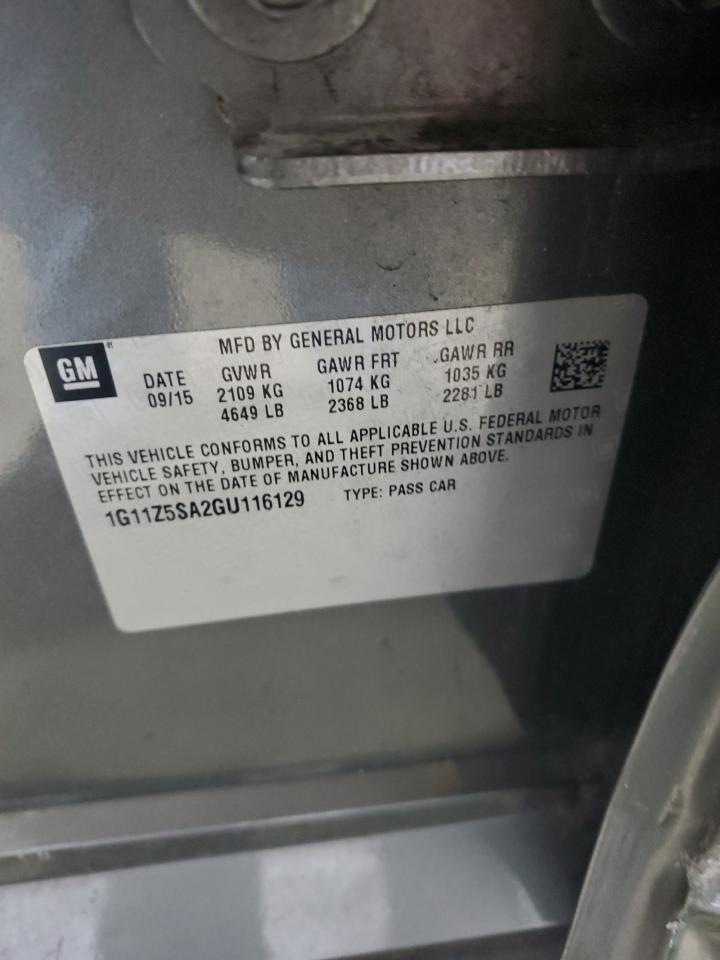 GM
MFD BY GENERAL MOTORS LLC
DATE GVWR GAWR FRT GAWR RR
09/15 2109 KG 1074 KG 1035 KG
4649 LB 2368 LB 2281 LB
THIS VEHICLE CONFORMS TO ALL APPLICABLE U.S. FEDERAL MOTOR
VEHICLE SAFETY, BUMPER, AND THEFT PREVENTION STANDARDS IN
EFFECT ON THE DATE OF MANUFACTURE SHOWN ABOVE.
1G11Z5SA2GU116129 TYPE: PASS CAR